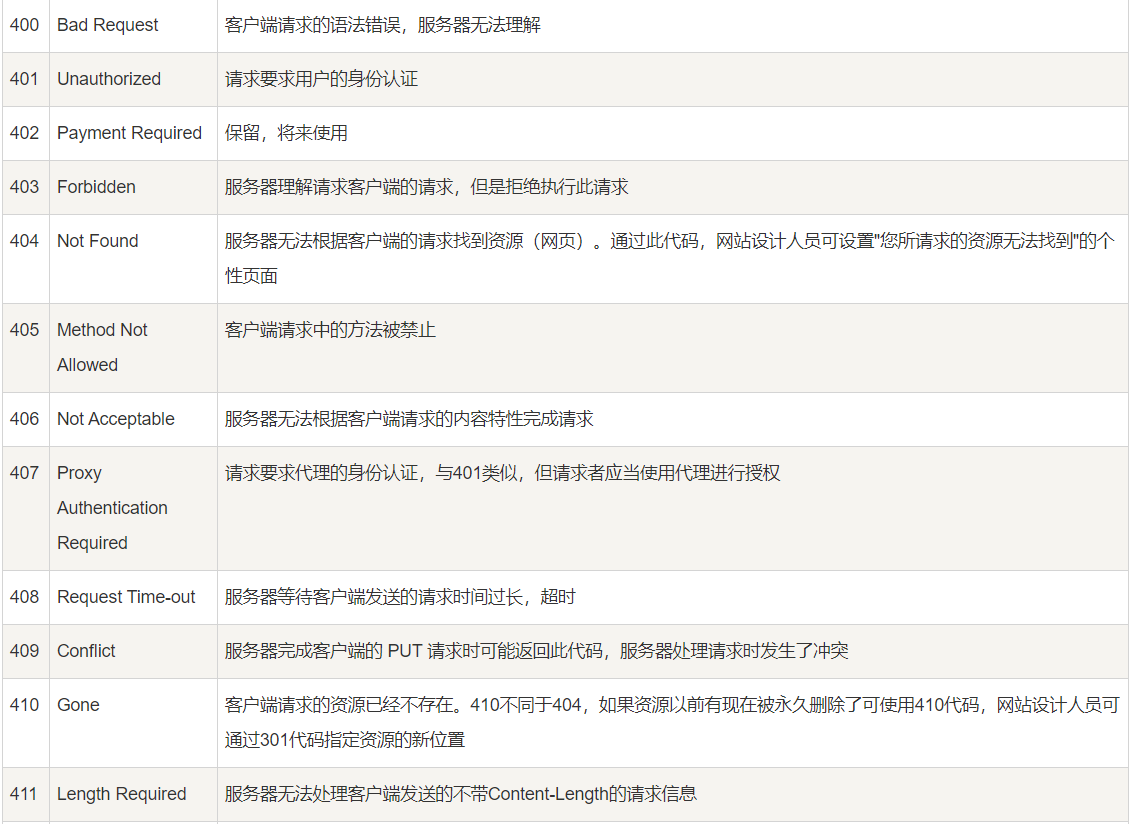 400 Bad Request 客户端请求的语法错误，服务器无法理解
401 Unauthorized 请求要求用户的身份认证
402 Payment Required 保留，将来使用
403 Forbidden 服务器理解请求客户端的请求，但是拒绝执行此请求
404 Not Found 服务器无法根据客户端的请求找到资源（网页）。通过此代码，网站设计人员可设置"您所请求的资源无法找到"的个
性页面
405 Method Not 客户端请求中的方法被禁止
Allowed
406 Not Acceptable 服务器无法根据客户端请求的内容特性完成请求
407 Proxy 请求要求代理的身份认证，与401类似，但请求者应当使用代理进行授权
Authentication
Required
408 Request Time-out 服务器等待客户端发送的请求时间过长，超时
409 Conflict 服务器完成客户端的 PUT 请求时可能返回此代码，服务器处理请求时发生了冲突
410 Gone 客户端请求的资源已经不存在。410不同于404，如果资源以前有现在被永久删除了可使用410代码，网站设计人员可
通过301代码指定资源的新位置
411 Length Required 服务器无法处理客户端发送的不带Content-Length的请求信息